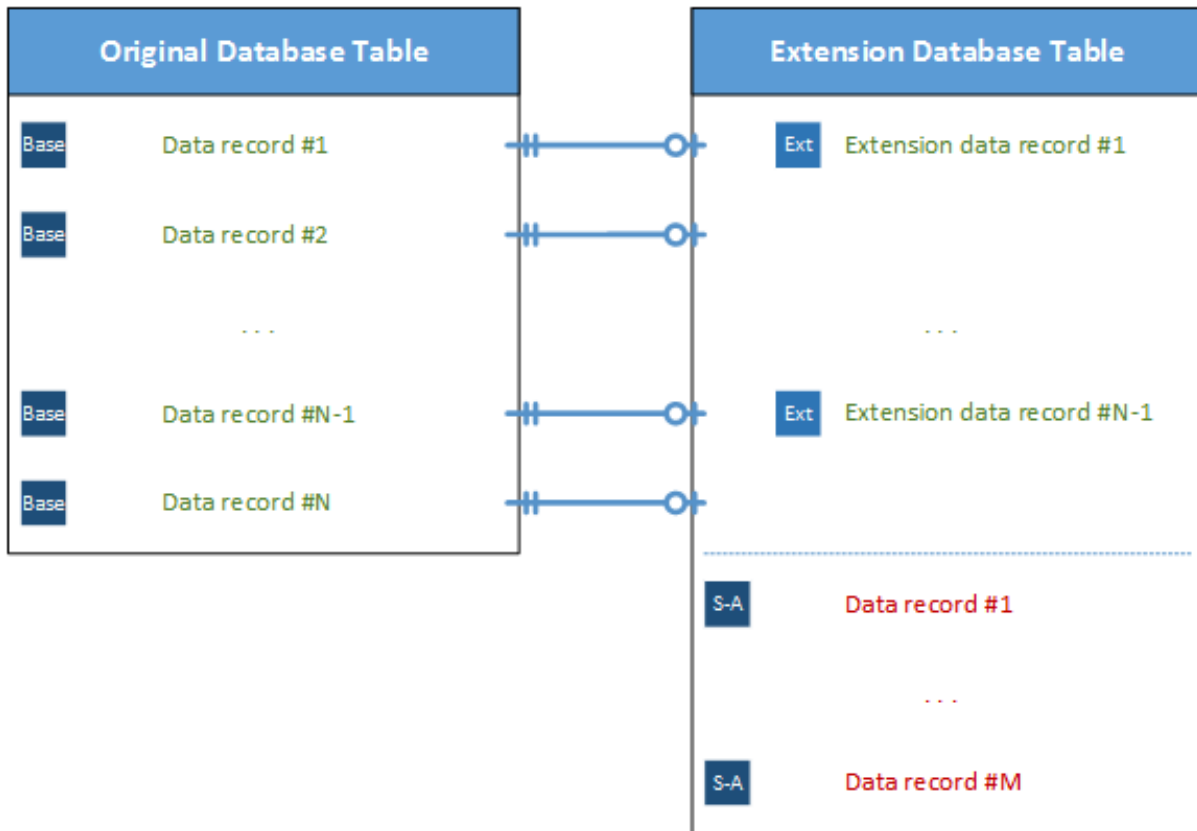 Original Database Table
Extension Database Table
Base Data record #1
Ext Extension data record #1
Base Data record #2
. . .
. . .
Base Data record #N-1
Ext Extension data record #N-1
Base Data record #N
S-A Data record #1
. . .
S-A Data record #M